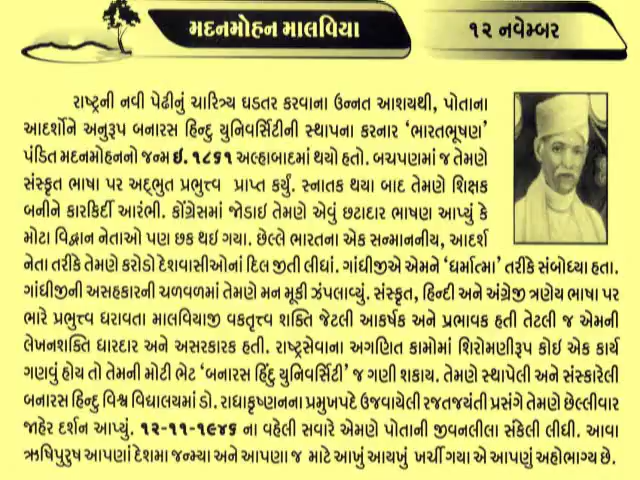 મદનમોહન માલવિયા
૧૨ નવેમ્બર
રાષ્ટ્રની નવી પેઢીનું ચારિત્ર્ય ઘડતર કરવાના ઉન્નત આશયથી, પોતાના
આદર્શોને અનુરૂપ બનારસ હિન્દુ યુનિવર્સિટીની સ્થાપના કરનાર ‘ભારતભૂષણ’
પંડિત મદનમોહનનો જન્મ ઇ. ૧૮૬૧ અલ્હાબાદમાં થયો હતો. બચપણમાં જ તેમણે
સંસ્કૃત ભાષા પર અદ્ભુત પ્રભુત્ત્વ પ્રાપ્ત કર્યું. સ્નાતક થયા બાદ તેમણે શિક્ષક
બનીને કારકિર્દી આરંભી. કોંગ્રેસમાં જોડાઇ તેમણે એવું છટાદાર ભાષણ આપ્યું કે
મોટા વિદ્વાન નેતાઓ પણ છક થઇ ગયા. છેલ્લે ભારતના એક સન્માનનીય, આદર્શ
નેતા તરીકે તેમણે કરોડો દેશવાસીઓનાં દિલ જીતી લીધાં. ગાંધીજીએ એમને ‘ધર્માત્મા’ તરીકે સંબોધ્યા હતા.
ગાંધીજીની અસહકારની ચળવળમાં તેમણે મન મૂકી ઝંપલાવ્યું. સંસ્કૃત, હિન્દી અને અંગ્રેજી ત્રણેય ભાષા પર
ભારે પ્રભુત્ત્વ ધરાવતા માલવિયાજી વકતૃત્ત્વ શક્તિ જેટલી આકર્ષક અને પ્રભાવક હતી તેટલી જ એમની
લેખનશક્તિ ધારદાર અને અસરકારક હતી. રાષ્ટ્રસેવાના અગણિત કામોમાં શિરોમણીરૂપ કોઇ એક કાર્ય
ગણવું હોય તો તેમની મોટી ભેટ ‘બનારસ હિંદુ યુનિવર્સિટી’ જ ગણી શકાય. તેમણે સ્થાપેલી અને સંસ્કારેલી
બનારસ હિન્દુ વિશ્વ વિદ્યાલયમાં ડો. રાધાકૃષ્ણનના પ્રમુખપદે ઉજવાયેલી રજતજયંતી પ્રસંગે તેમણે છેલ્લીવાર
જાહેર દર્શન આપ્યું. ૧૨-૧૧-૧૯૪૬ ના વહેલી સવારે એમણે પોતાની જીવનલીલા સંકેલી લીધી. આવા
ઋષિપુરુષ આપણાં દેશમા જન્મ્યા અને આપણા જ માટે આખું આયખું ખર્ચી ગયા એ આપણું અહોભાગ્ય છે.